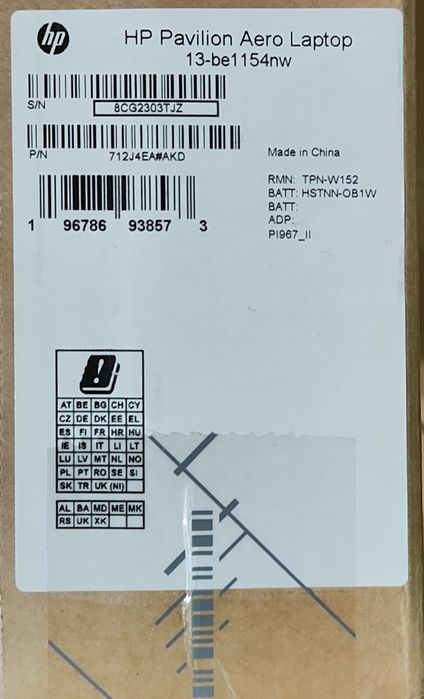 hp
HP Pavilion Aero Laptop
13-be1154nw
S/N
8CG2303TJZ
P/N
712J4EA#AKD
Made in China
RMN: TPN-W152
BATT: HSTNN-OB1W
BATT:
ADP:
PI967_II
1 96786 93857 3
AT BE BG CH CY
CZ DE DK EE EL
ES FI FR HR HU
IE IS IT LI LT
LU LV MT NL NO
PL PT RO SE SI
SK TR UK (NI)
AL BA MD ME MK
RS UK XK